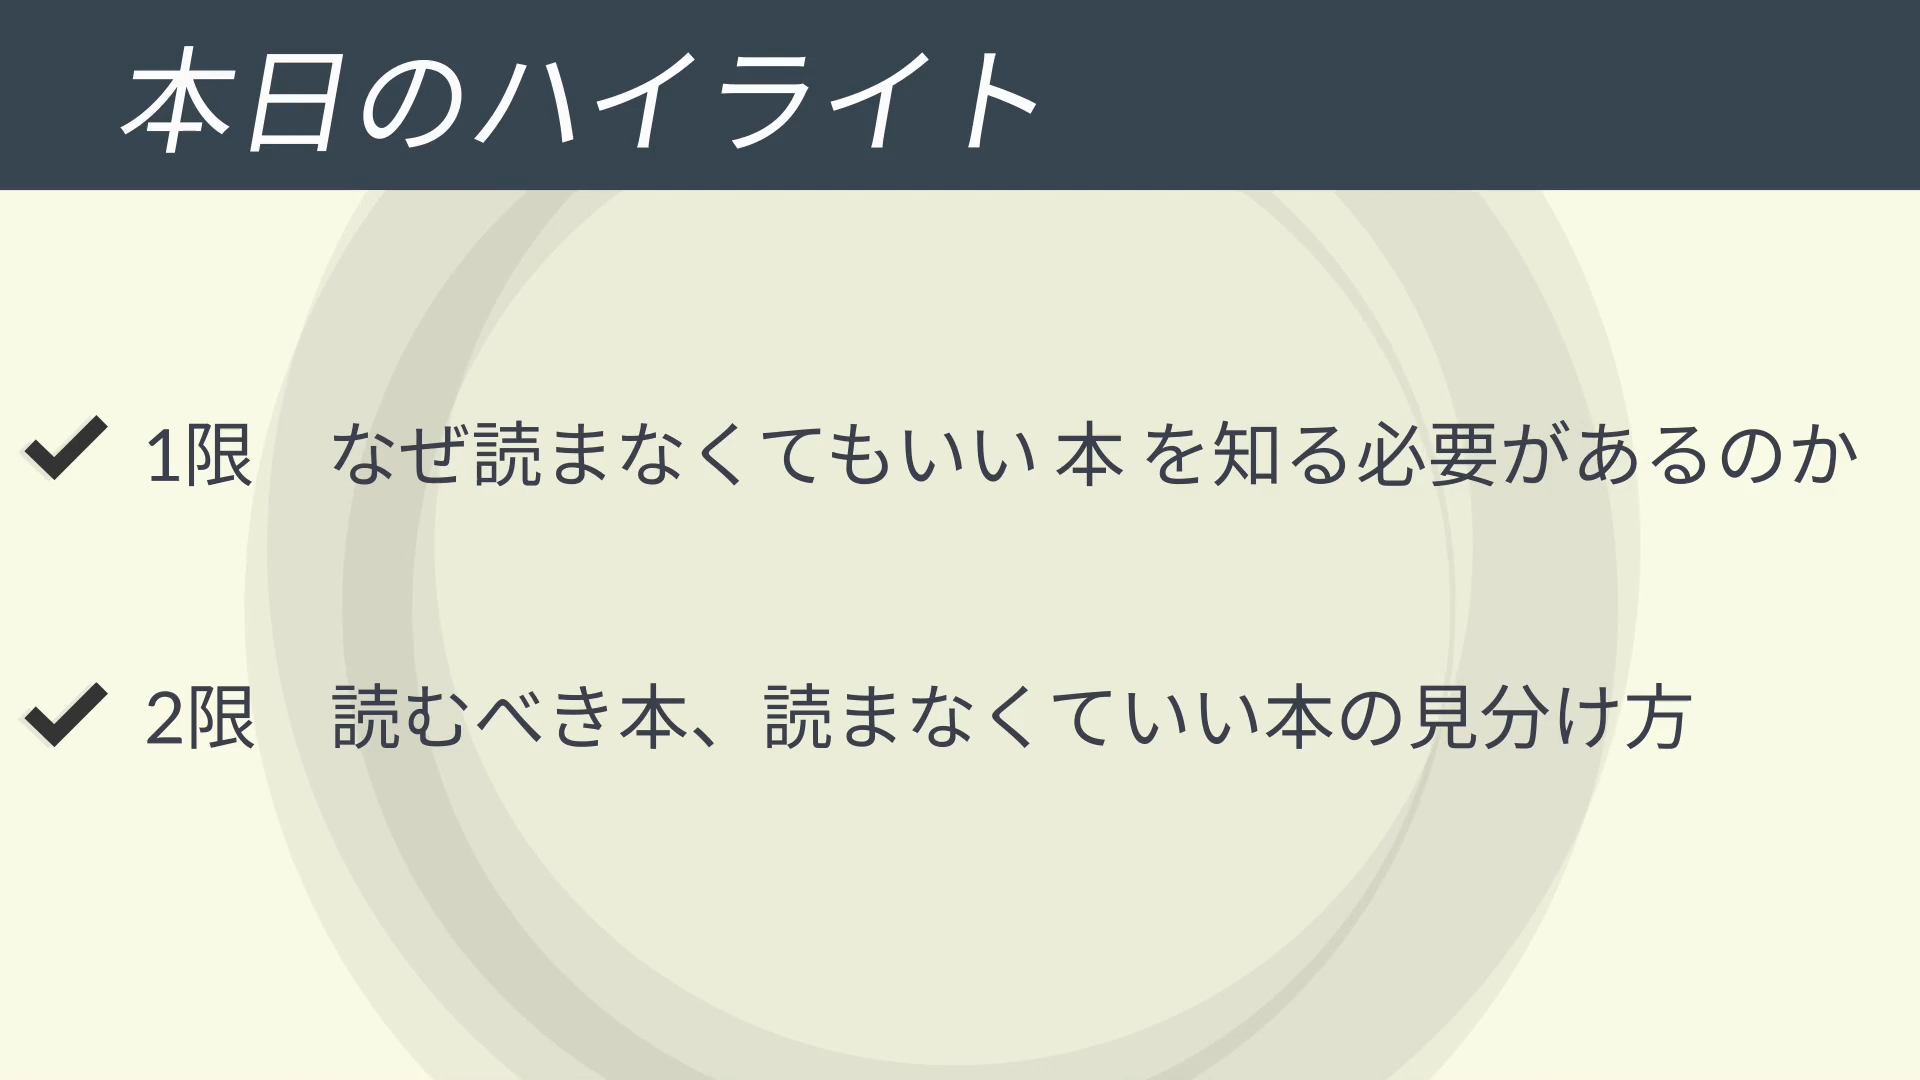 本日のハイライト
1限　なぜ読まなくてもいい 本 を知る必要があるのか
2限　読むべき本、読まなくていい本の見分け方